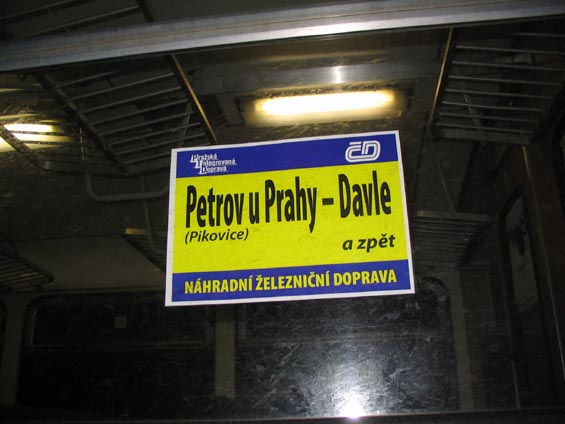 Pražská
Integrovaná
Doprava
ČD
Petrov u Prahy – Davle
(Pikovice)
a zpět
NÁHRADNÍ ŽELEZNIČNÍ DOPRAVA